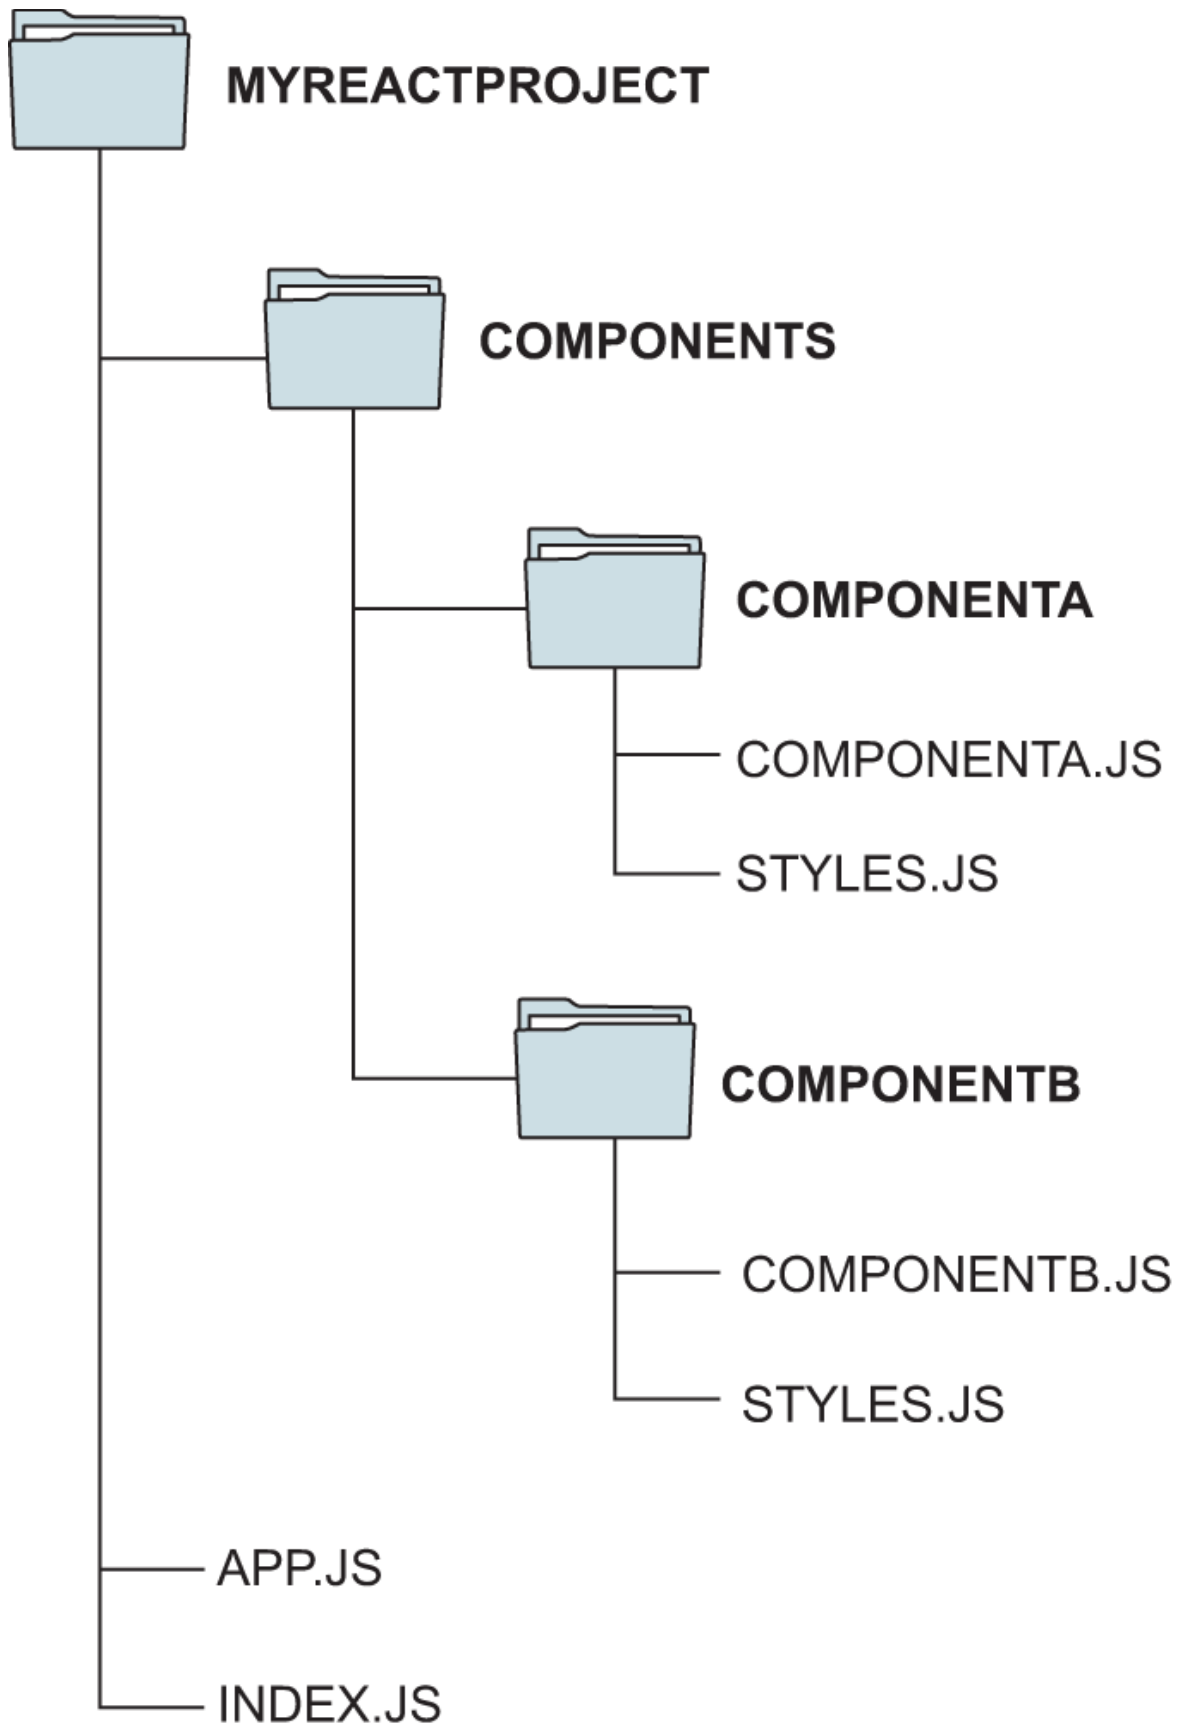 MYREACTPROJECT
COMPONENTS
COMPONENTA
COMPONENTA.JS
STYLES.JS
COMPONENTB
COMPONENTB.JS
STYLES.JS
APP.JS
INDEX.JS